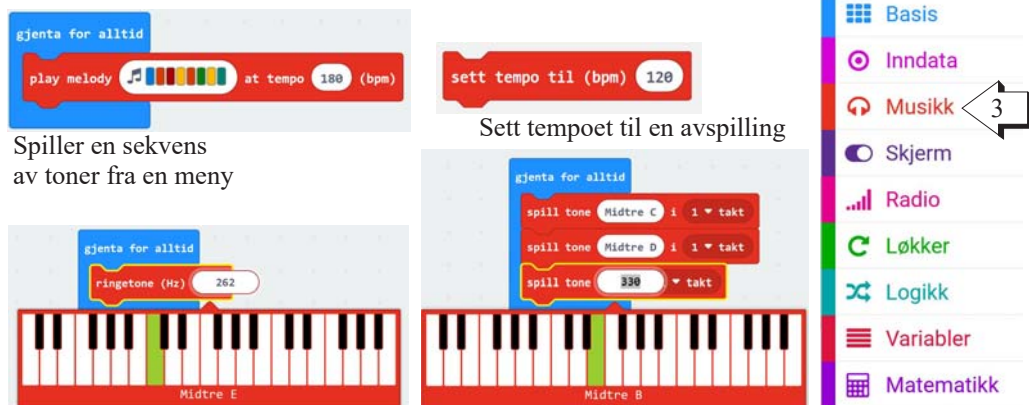 gjenta for alltid
play melody at tempo 180 (bpm)
Spiller en sekvens
av toner fra en meny
sett tempo til (bpm) 120
Sett tempoet til en avspilling
gjenta for alltid
ringetone (Hz) 262
Midtre E
gjenta for alltid
spill tone Midtre C i 1 takt
spill tone Midtre D i 1 takt
spill tone 330 takt
Midtre B
Basis
Inndata
Musikk 3
Skjerm
Radio
Løkker
Logikk
Variabler
Matematikk